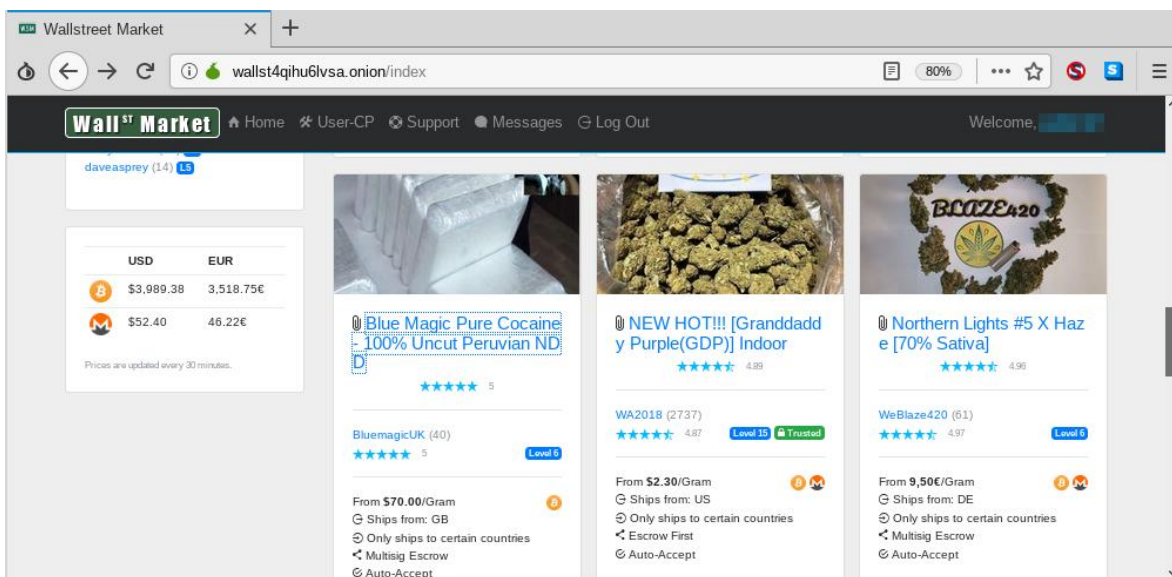 Wallstreet Market
wallst4qihu6lvsa.onion/index
80%
Wall ST Market Home User-CP Support Messages Log Out Welcome,
daveasprey (14) L5
USD EUR
$3,989.38 3,518.75€
$52.40 46.22€
Prices are updated every 30 minutes.
Blue Magic Pure Cocaine
- 100% Uncut Peruvian ND
D
5
BluemagicUK (40)
5 Level 6
From $70.00/Gram
Ships from: GB
Only ships to certain countries
Multisig Escrow
Auto-Accept
NEW HOT!!! [Granddadd
y Purple(GDP)] Indoor
4.89
WA2018 (2737)
4.87 Level 15 Trusted
From $2.30/Gram
Ships from: US
Only ships to certain countries
Escrow First
Auto-Accept
BLAZE420
Northern Lights #5 X Haz
e [70% Sativa]
4.96
WeBlaze420 (61)
4.97 Level 6
From 9,50€/Gram
Ships from: DE
Only ships to certain countries
Multisig Escrow
Auto-Accept